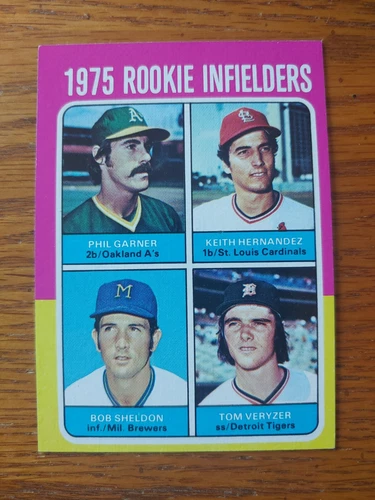 1975 ROOKIE INFIELDERS
A's
PHIL GARNER
2b/Oakland A's
StL
KEITH HERNANDEZ
1b/St. Louis Cardinals
M
BOB SHELDON
inf./Mil. Brewers
D
TOM VERYZER
ss/Detroit Tigers